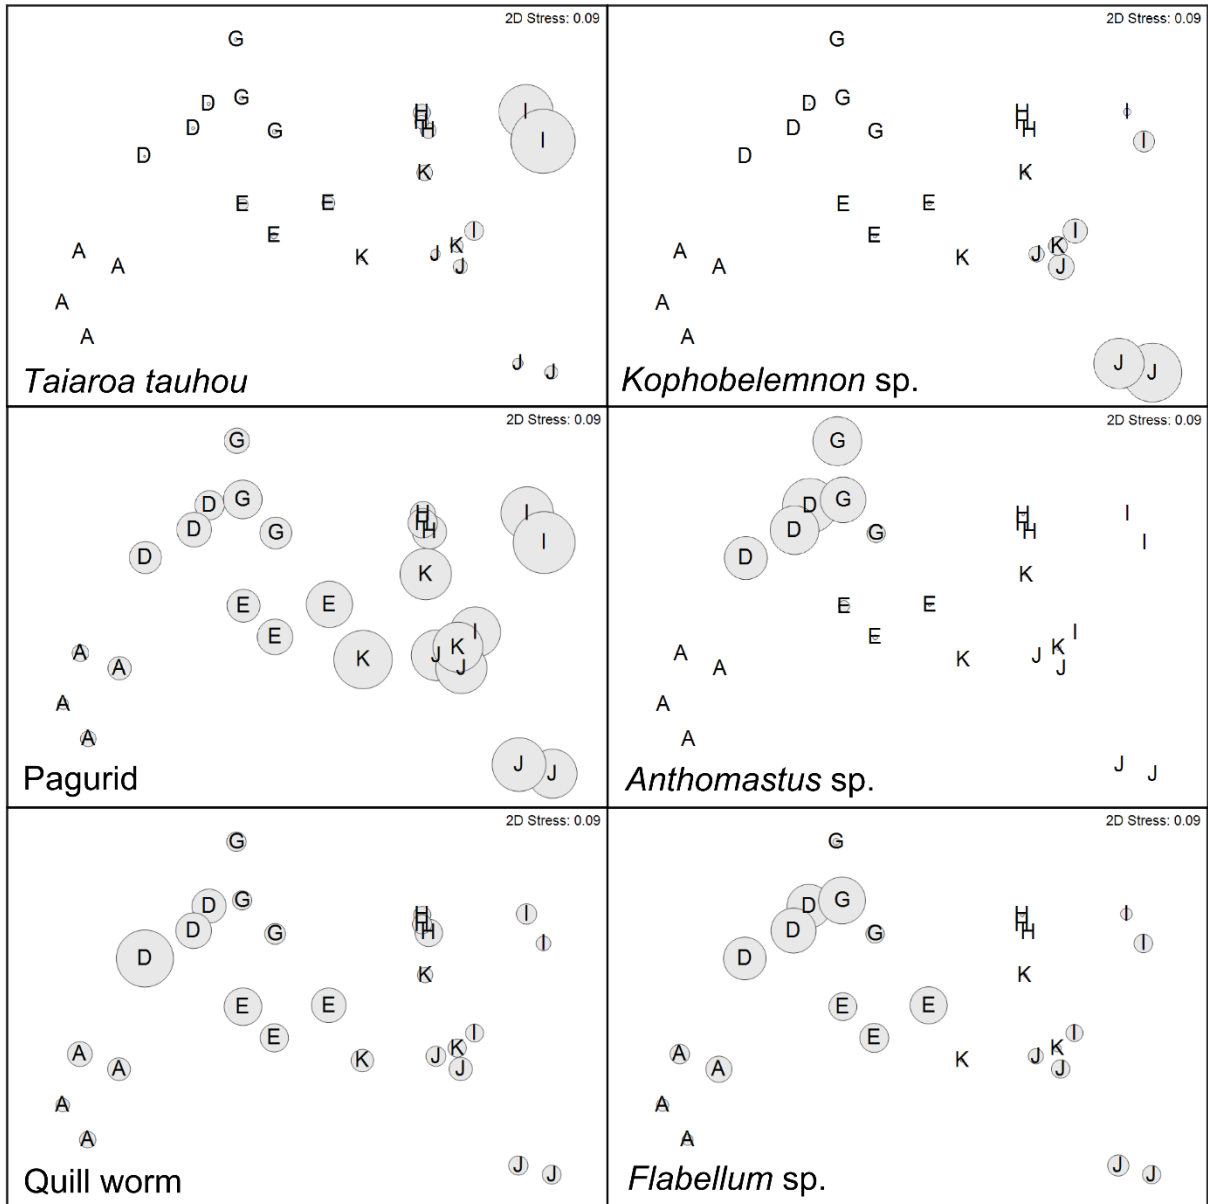 2D Stress: 0.09
G
D G H I
D G H H I
D
K
E E
E I
A K J K
A J
A
A
J J
Taiaroa tauhou
2D Stress: 0.09
G
D G H I
D G H H I
D
K
E E
E I
A K J K
A J
A
A
J J
Kophobelemnon sp.
2D Stress: 0.09
G
D G H I
D G H H I
D
K
E E
E I
A K J K
A J
A
A
J J
Pagurid
2D Stress: 0.09
G
D G H I
D G H H I
D
K
E E
E I
A K J K
A J
A
A
J J
Anthomastus sp.
2D Stress: 0.09
G
D G H I
D G H H I
D
K
E E
E I
A K J K
A J
A
A
J J
Quill worm
2D Stress: 0.09
G
D G H I
D G H H I
D
K
E E
E I
A K J K
A J
A
A
J J
Flabellum sp.